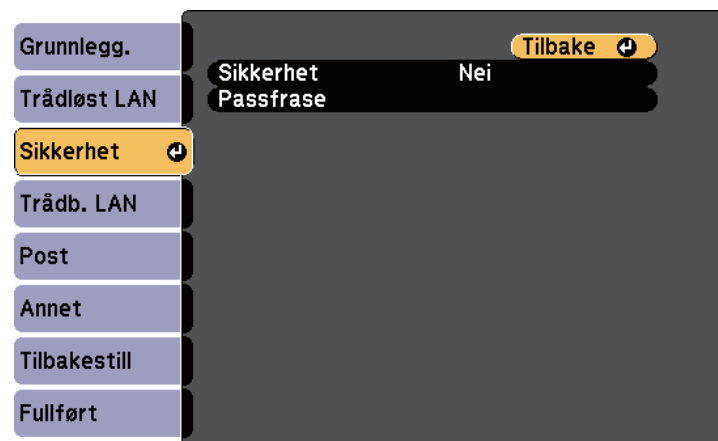 Grunnlegg.
Trådløst LAN
Sikkerhet
Trådb. LAN
Post
Annet
Tilbakestill
Fullført
Tilbake
Sikkerhet Nei
Passfrase